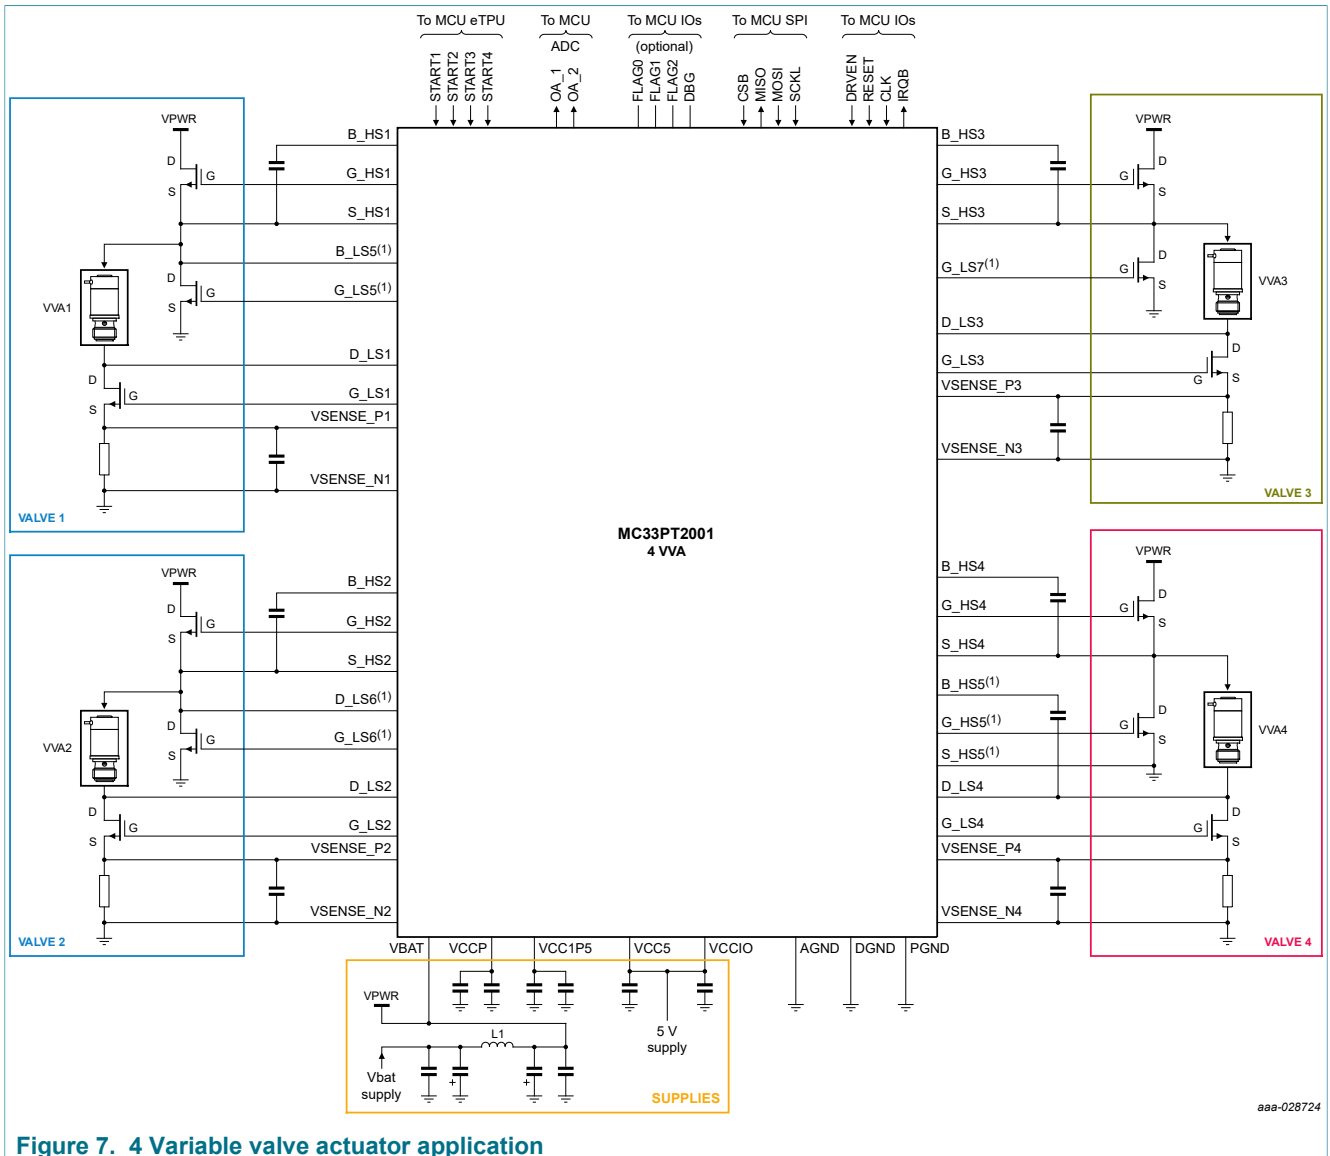 To MCU eTPU
To MCU
ADC
To MCU IOs
(optional)
To MCU SPI
To MCU IOs
START1
START2
START3
START4
OA_1
OA_2
FLAG0
FLAG1
FLAG2
DBG
CSB
MISO
MOSI
SCKL
DRVEN
RESET
CLK
IRQB
VPWR
D
G
S
VVA1
D
G
S
D
G
S
VALVE 1
B_HS1
G_HS1
S_HS1
B_LS5(1)
G_LS5(1)
D_LS1
G_LS1
VSENSE_P1
VSENSE_N1
VPWR
D
G
S
VVA2
D
G
S
D
G
S
VALVE 2
B_HS2
G_HS2
S_HS2
D_LS6(1)
G_LS6(1)
D_LS2
G_LS2
VSENSE_P2
VSENSE_N2
MC33PT2001
4 VVA
B_HS3
G_HS3
S_HS3
G_LS7(1)
D_LS3
G_LS3
VSENSE_P3
VSENSE_N3
VPWR
D
G
S
D
G
S
VVA3
D
G
S
VALVE 3
B_HS4
G_HS4
S_HS4
B_HS5(1)
G_HS5(1)
S_HS5(1)
D_LS4
G_LS4
VSENSE_P4
VSENSE_N4
VPWR
D
G
S
D
G
S
VVA4
D
G
S
VALVE 4
VBAT
VCCP
VCC1P5
VCC5
VCCIO
AGND
DGND
PGND
VPWR
L1
5 V
supply
Vbat
supply
+
+
SUPPLIES
aaa-028724
Figure 7. 4 Variable valve actuator application